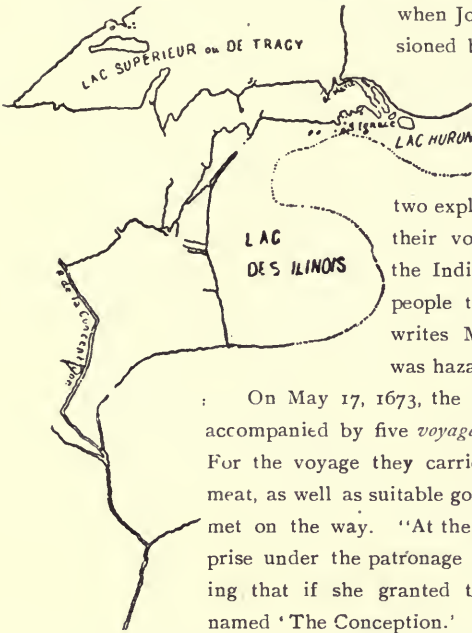 when Jo
sioned b
LAC SUPERIEUR ou DE TRACY
LAC HURON
two expl
their vo
LAC
DES ILINOIS
the Indi
people t
writes M
was haza
R de la Conception
: On May 17, 1673, the
accompanied by five voyage
For the voyage they carri
meat, as well as suitable go
met on the way. "At the
prise under the patronage
ing that if she granted t
named 'The Conception.'